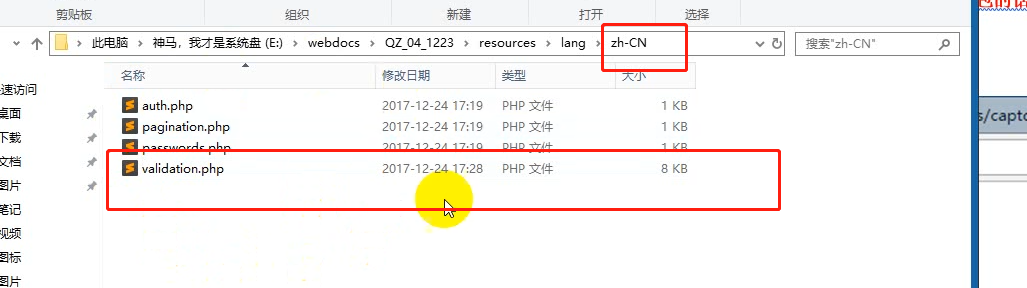 剪贴板 组织 新建 打开 选择
此电脑 神马，我才是系统盘 (E:) webdocs QZ_04_1223 resources lang zh-CN 搜索"zh-CN"
名称 修改日期 类型 大小
速访问
auth.php 2017-12-24 17:19 PHP 文件 1 KB
桌面
pagination.php 2017-12-24 17:19 PHP 文件 1 KB
下载
passwords.php 2017-12-24 17:19 PHP 文件 1 KB
文档
validation.php 2017-12-24 17:28 PHP 文件 8 KB
图片
笔记
视频
图标
图片
s/captc